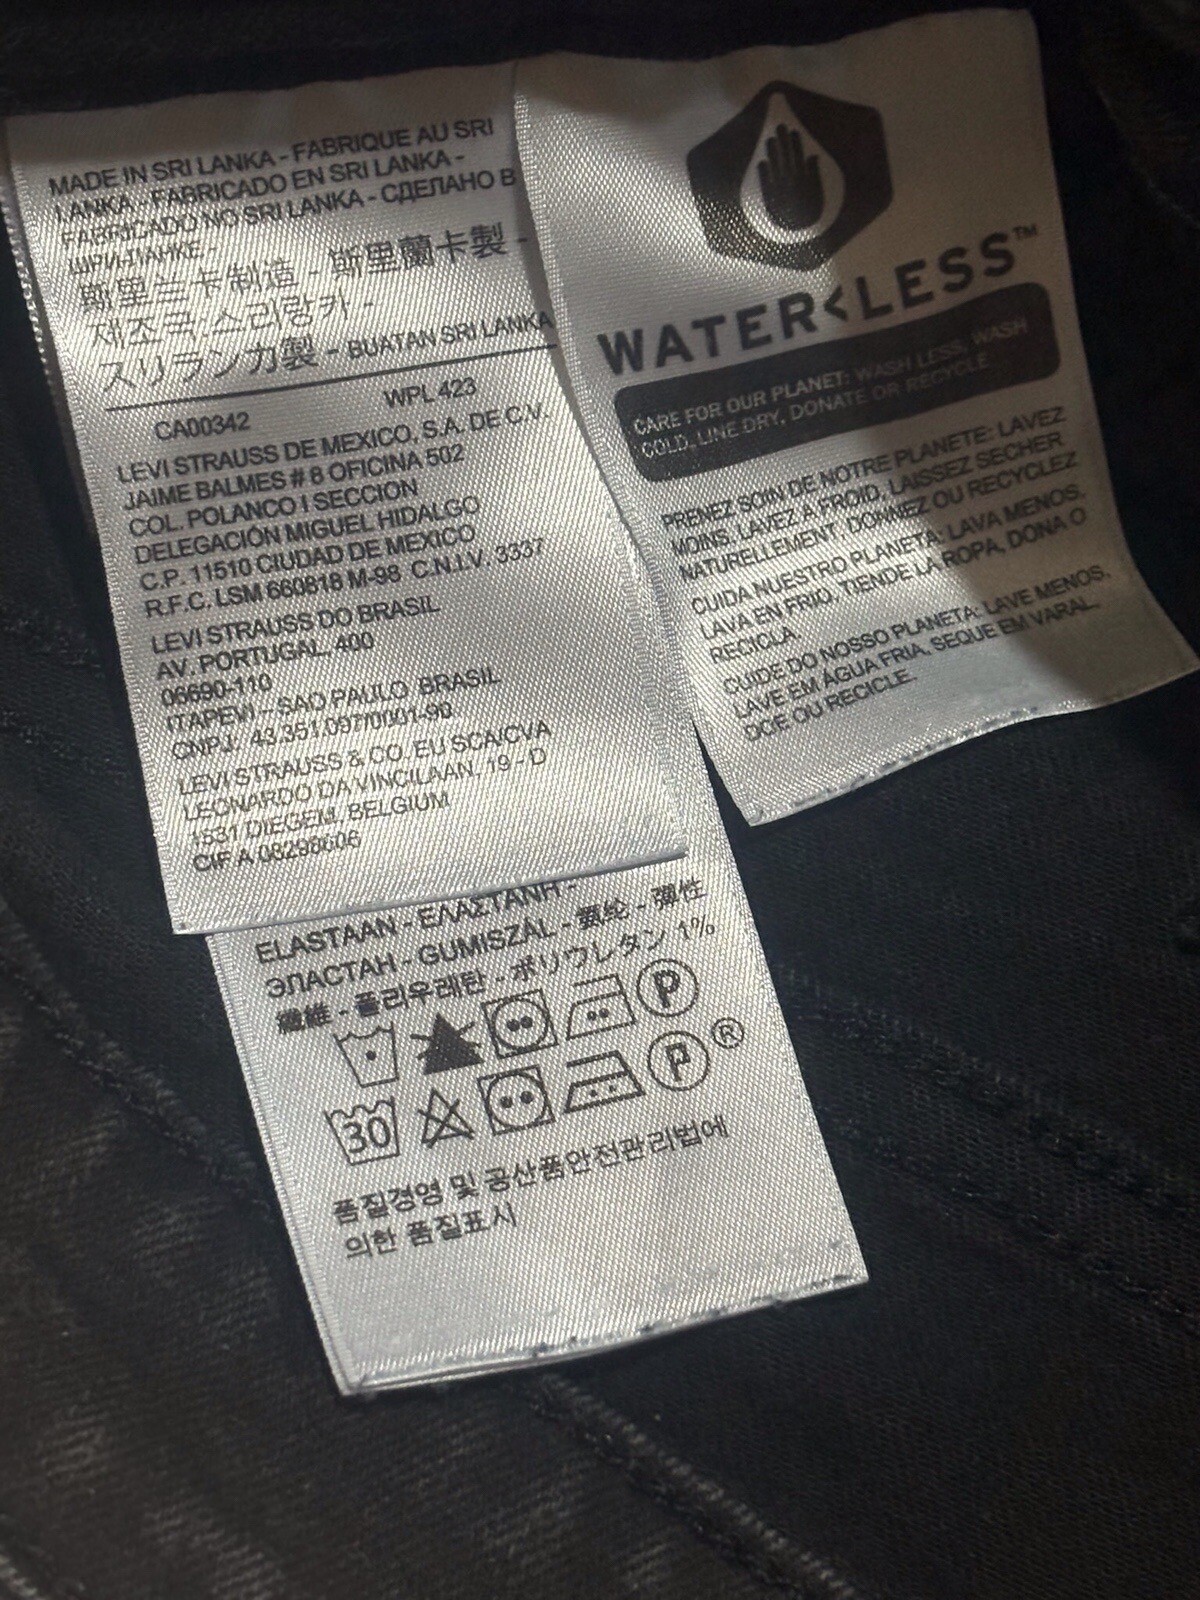 MADE IN SRI LANKA - FABRIQUE AU SRI
LANKA - FABRICADO EN SRI LANKA -
FABRICADO NO SRI LANKA - СДЕЛАНО В
ШРИ-ЛАНКЕ -
斯里兰卡制造 - 斯里蘭卡製 -
제조국:스리랑카 -
スリランカ製 - BUATAN SRI LANKA
CA00342 WPL 423
LEVI STRAUSS DE MEXICO, S.A. DE C.V.
JAIME BALMES # 8 OFICINA 502
COL. POLANCO I SECCION
DELEGACIÓN MIGUEL HIDALGO
C.P. 11510 CIUDAD DE MEXICO
R.F.C. LSM 660818 M-98 C.N.I.V. 3337
LEVI STRAUSS DO BRASIL
AV. PORTUGAL, 400
06690-110
ITAPEVI – SAO PAULO BRASIL
CNPJ: 43.351.097/0001-90
LEVI STRAUSS & CO. EU SCA/CVA
LEONARDO DA VINCILAAN, 19 - D
1831 DIEGEM, BELGIUM
CIF A 08298606
WATER<LESS™
CARE FOR OUR PLANET: WASH LESS, WASH
COLD, LINE DRY, DONATE OR RECYCLE
PRENEZ SOIN DE NOTRE PLANETE: LAVEZ
MOINS, LAVEZ A FROID, LAISSEZ SECHER
NATURELLEMENT, DONNEZ OU RECYCLEZ
CUIDA NUESTRO PLANETA: LAVA MENOS,
LAVA EN FRIO, TIENDE LA ROPA, DONA O
RECICLA.
CUIDE DO NOSSO PLANETA: LAVE MENOS,
LAVE EM ÁGUA FRIA, SEQUE EM VARAL,
DOE OU RECICLE.
ELASTAAN - ΕΛΑΣΤΑΝΗ -
ЭЛАСТАН - GUMISZÁL - 氨纶 - 彈性
纖維 - 폴리우레탄 - ポリウレタン 1%
P
30 P ®
품질경영 및 공산품안전관리법에
의한 품질표시